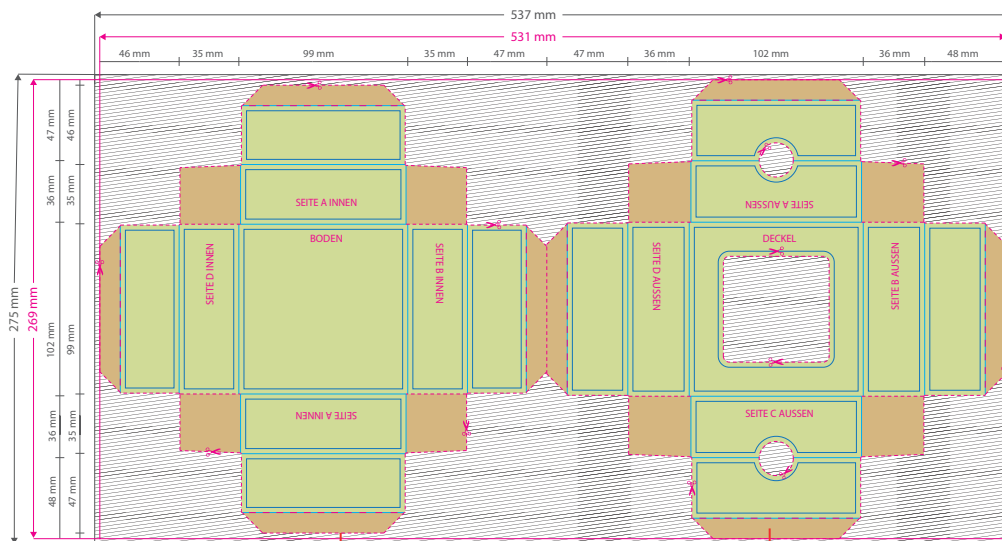 537 mm
531 mm
46 mm 35 mm 99 mm 35 mm 47 mm 47 mm 36 mm 102 mm 36 mm 48 mm
275 mm
269 mm
47 mm
36 mm
102 mm
36 mm
48 mm
46 mm
35 mm
99 mm
35 mm
47 mm
SEITE A INNEN
BODEN
SEITE D INNEN
SEITE B INNEN
SEITE A INNEN
SEITE A AUSSEN
DECKEL
SEITE D AUSSEN
SEITE B AUSSEN
SEITE C AUSSEN